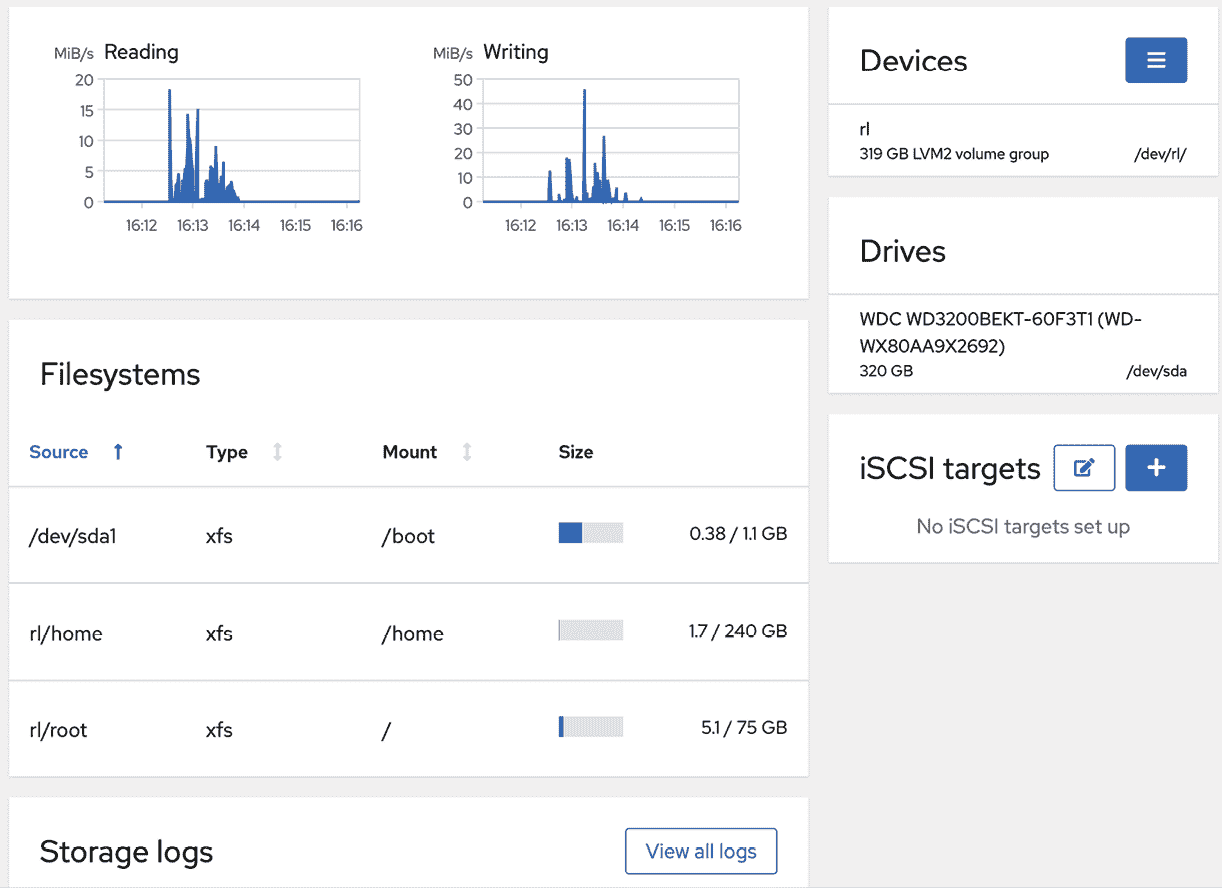 MiB/s Reading
20
15
10
5
0
16:12 16:13 16:14 16:15 16:16
MiB/s Writing
50
40
30
20
10
0
16:12 16:13 16:14 16:15 16:16
Filesystems
Source Type Mount Size
/dev/sda1 xfs /boot 0.38 / 1.1 GB
rl/home xfs /home 1.7 / 240 GB
rl/root xfs / 5.1 / 75 GB
Storage logs View all logs
Devices
rl
319 GB LVM2 volume group /dev/rl/
Drives
WDC WD3200BEKT-60F3T1 (WD-
WX80AA9X2692)
320 GB /dev/sda
iSCSI targets
No iSCSI targets set up